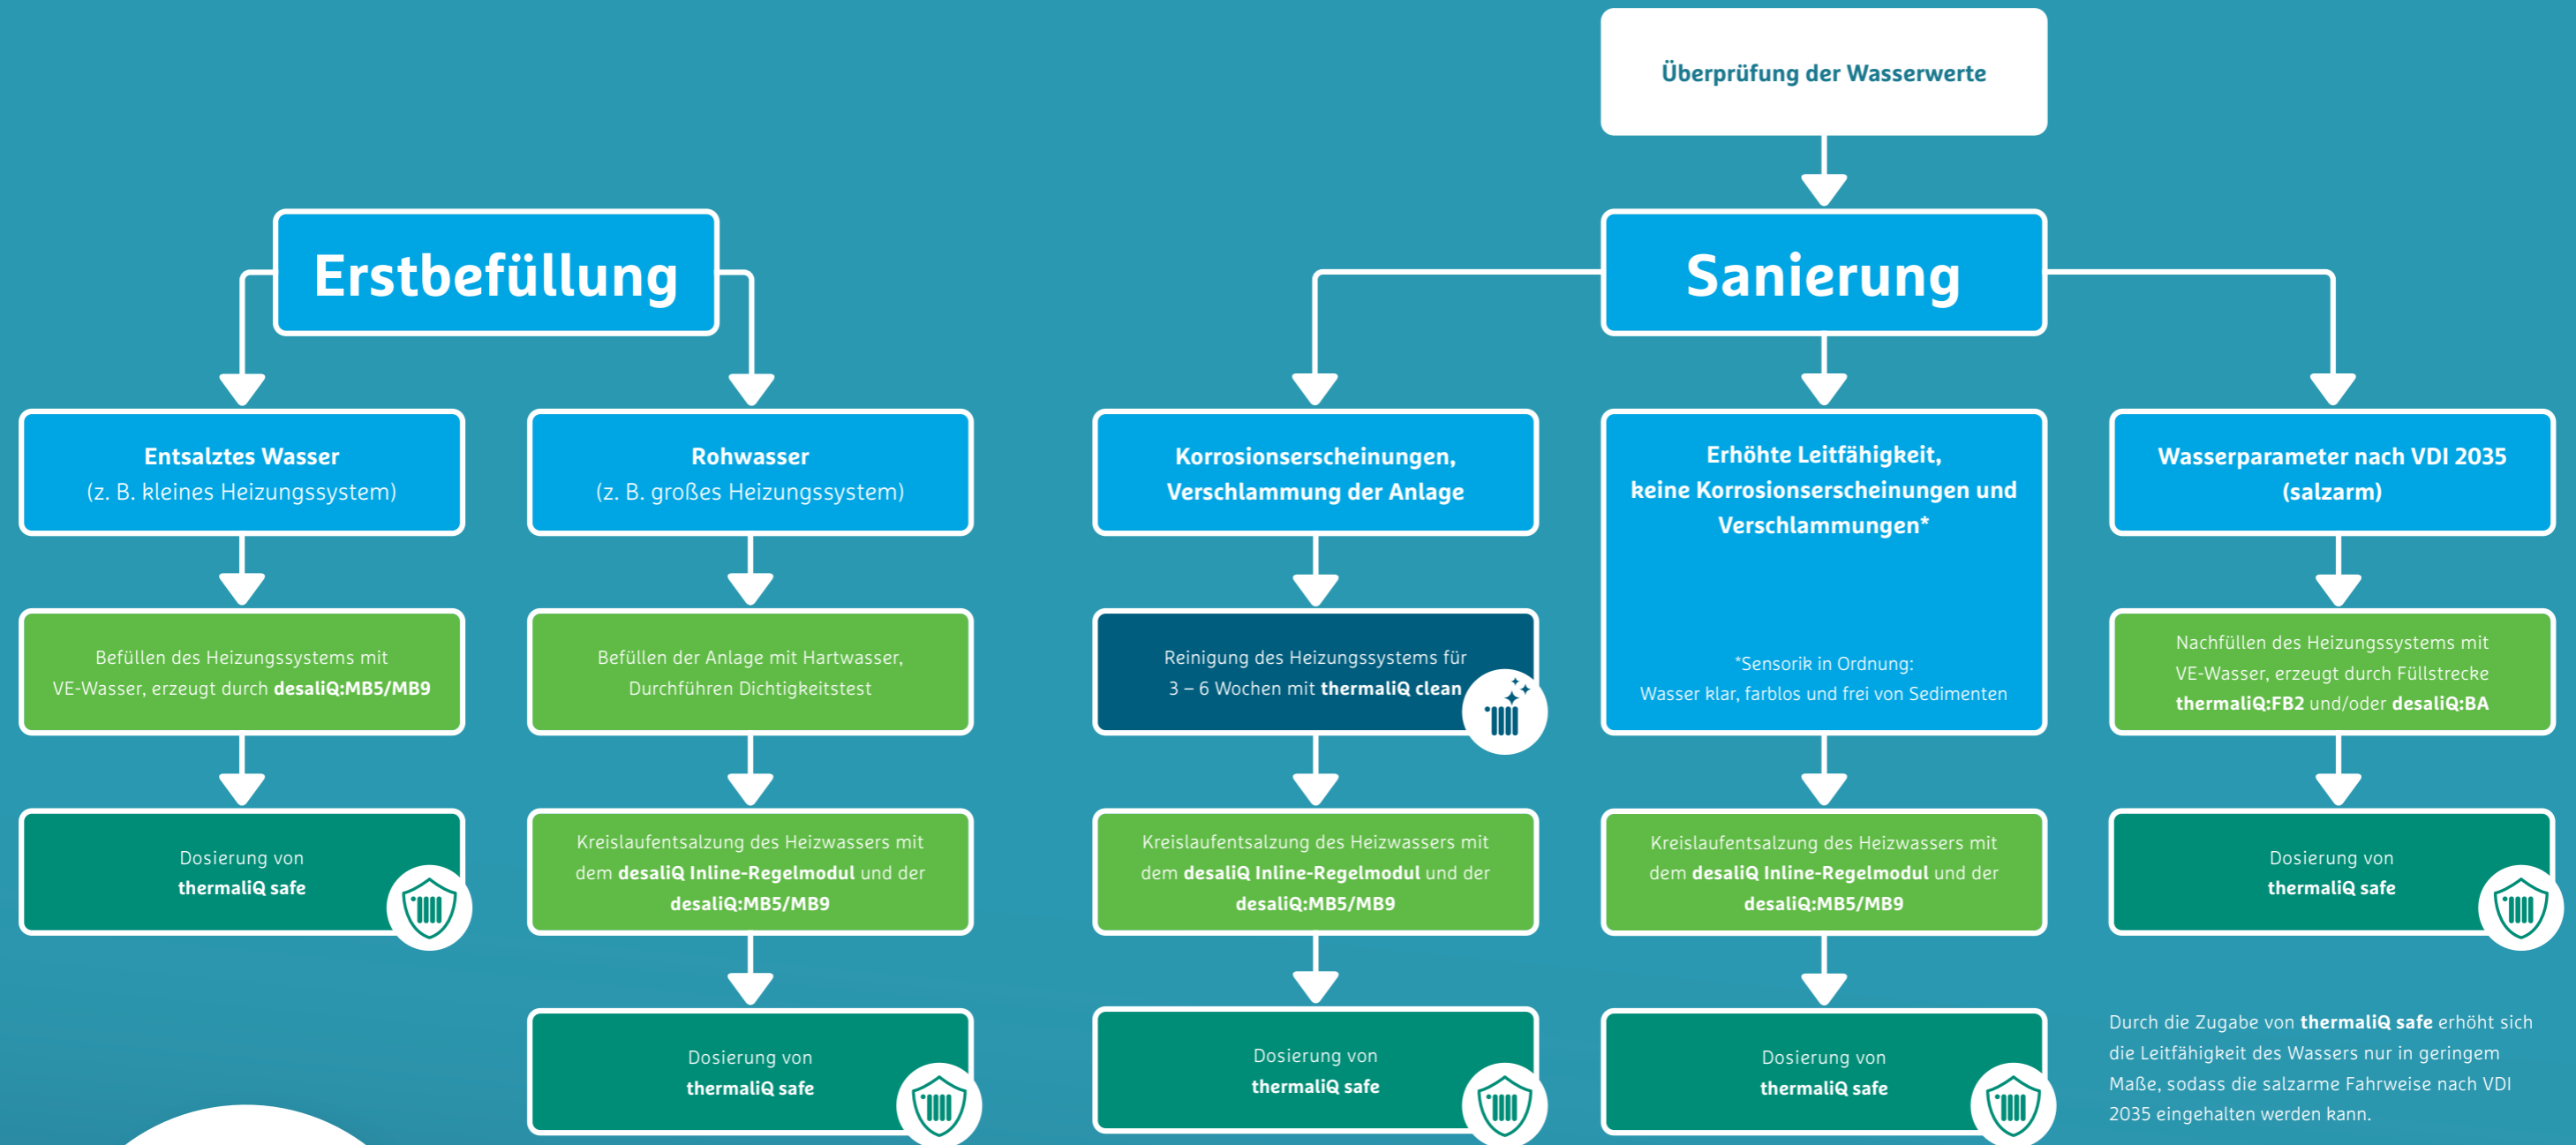 Überprüfung der Wasserwerte
Erstbefüllung
Entsalztes Wasser
(z. B. kleines Heizungssystem)
Befüllen des Heizungssystems mit
VE-Wasser, erzeugt durch desaliQ:MB5/MB9
Dosierung von
thermaliQ safe
Rohwasser
(z. B. großes Heizungssystem)
Befüllen der Anlage mit Hartwasser,
Durchführen Dichtigkeitstest
Kreislaufentsalzung des Heizwassers mit
dem desaliQ Inline-Regelmodul und der
desaliQ:MB5/MB9
Dosierung von
thermaliQ safe
Sanierung
Korrosionserscheinungen,
Verschlammung der Anlage
Reinigung des Heizungssystems für
3 – 6 Wochen mit thermaliQ clean
Kreislaufentsalzung des Heizwassers mit
dem desaliQ Inline-Regelmodul und der
desaliQ:MB5/MB9
Dosierung von
thermaliQ safe
Erhöhte Leitfähigkeit,
keine Korrosionserscheinungen und
Verschlammungen*
*Sensorik in Ordnung:
Wasser klar, farblos und frei von Sedimenten
Kreislaufentsalzung des Heizwassers mit
dem desaliQ Inline-Regelmodul und der
desaliQ:MB5/MB9
Dosierung von
thermaliQ safe
Wasserparameter nach VDI 2035
(salzarm)
Nachfüllen des Heizungssystems mit
VE-Wasser, erzeugt durch Füllstrecke
thermaliQ:FB2 und/oder desaliQ:BA
Dosierung von
thermaliQ safe
Durch die Zugabe von thermaliQ safe erhöht sich
die Leitfähigkeit des Wassers nur in geringem
Maße, sodass die salzarme Fahrweise nach VDI
2035 eingehalten werden kann.